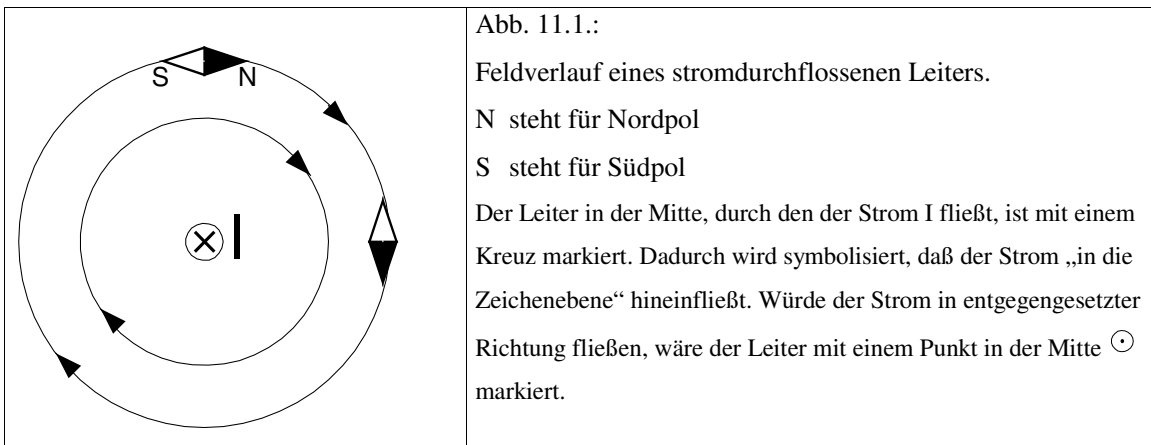 S N
I
Abb. 11.1.:
Feldverlauf eines stromdurchflossenen Leiters.
N steht für Nordpol
S steht für Südpol
Der Leiter in der Mitte, durch den der Strom I fließt, ist mit einem
Kreuz markiert. Dadurch wird symbolisiert, daß der Strom „in die
Zeichenebene“ hineinfließt. Würde der Strom in entgegengesetzter
Richtung fließen, wäre der Leiter mit einem Punkt in der Mitte ⊙
markiert.